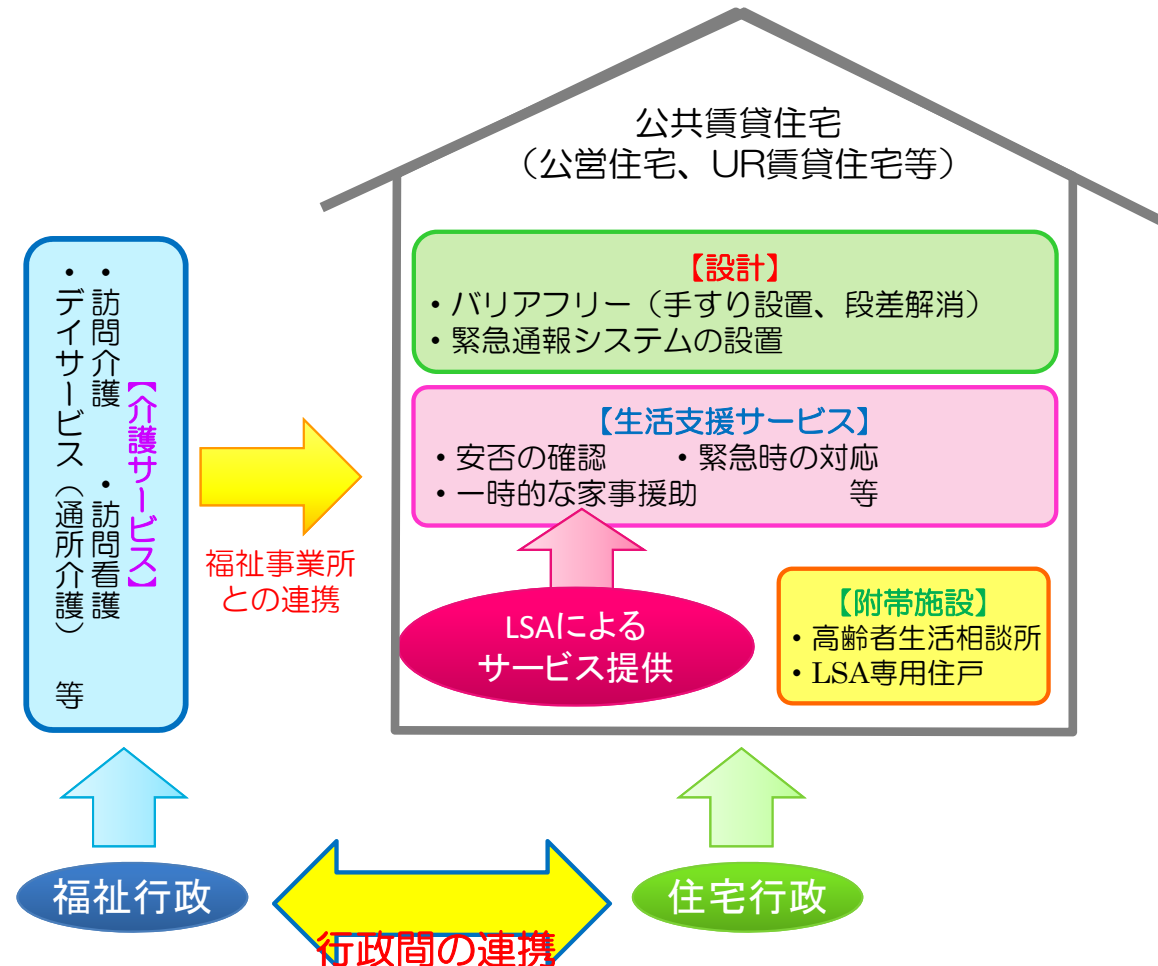 公共賃貸住宅
（公営住宅、UR賃貸住宅等）
【設計】
・バリアフリー（手すり設置、段差解消）
・緊急通報システムの設置
【生活支援サービス】
・安否の確認　　・緊急時の対応
・一時的な家事援助　　　　　等
LSAによる
サービス提供
【附帯施設】
・高齢者生活相談所
・LSA専用住戸
【介護サービス】
・訪問介護　　・訪問看護
・デイサービス（通所介護）　等
福祉事業所
との連携
福祉行政
住宅行政
行政間の連携